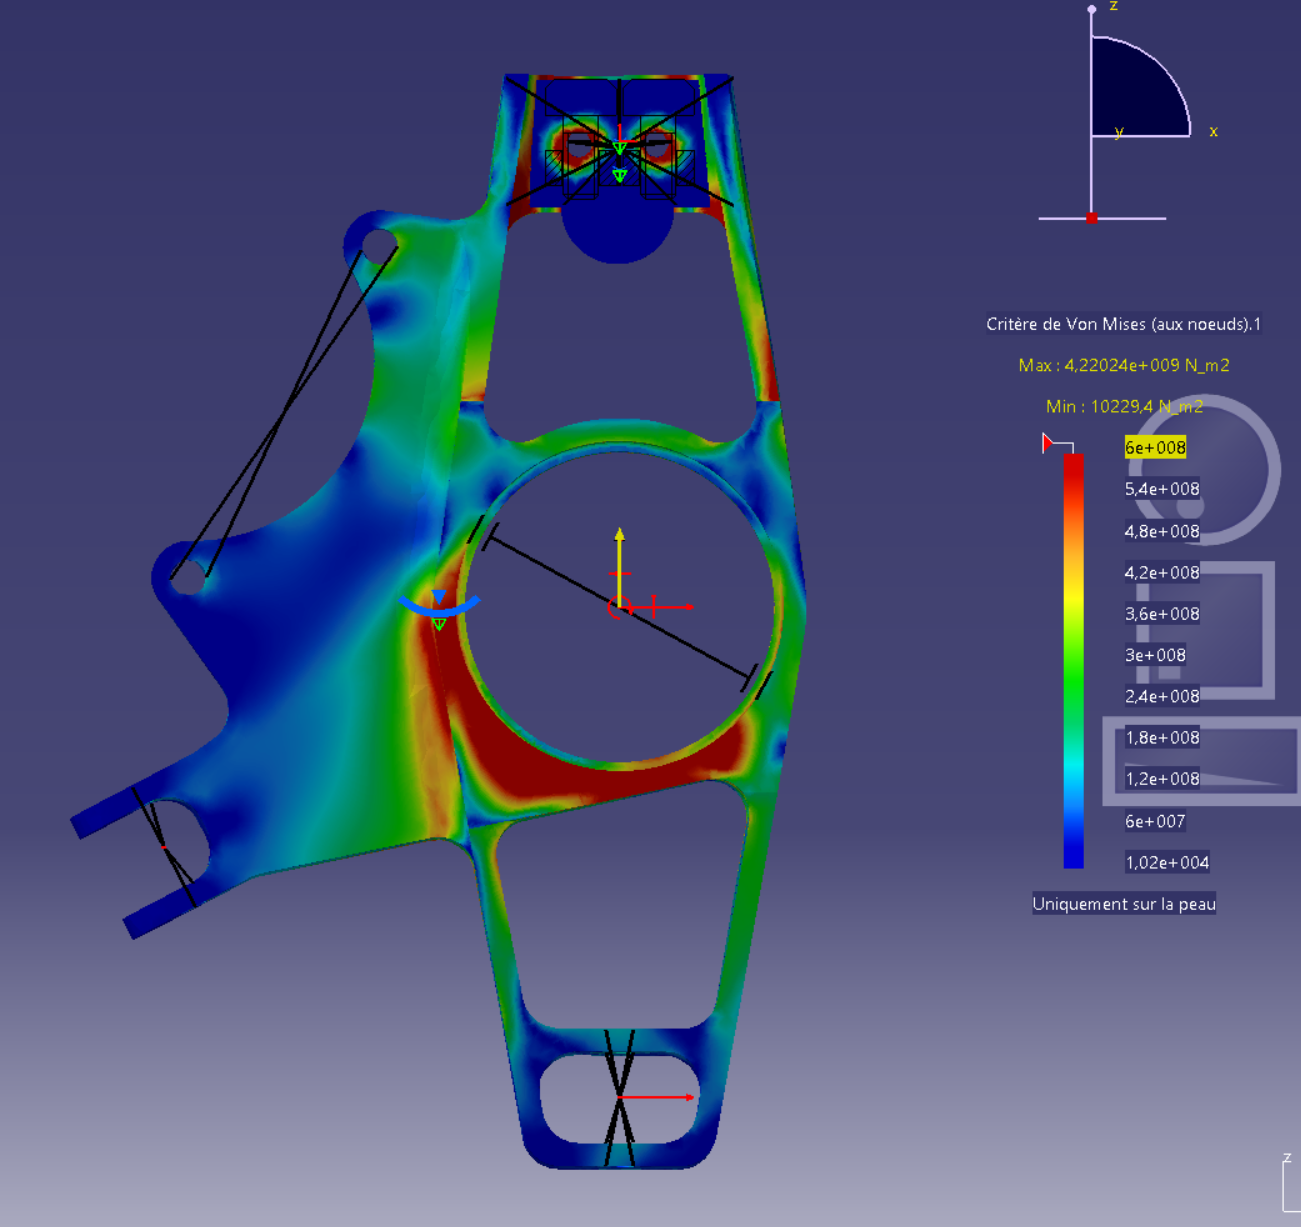 z
y
x
Critère de Von Mises (aux noeuds).1
Max : 4,22024e+009 N_m2
Min : 10229,4 N_m2
6e+008
5,4e+008
4,8e+008
4,2e+008
3,6e+008
3e+008
2,4e+008
1,8e+008
1,2e+008
6e+007
1,02e+004
Uniquement sur la peau
z